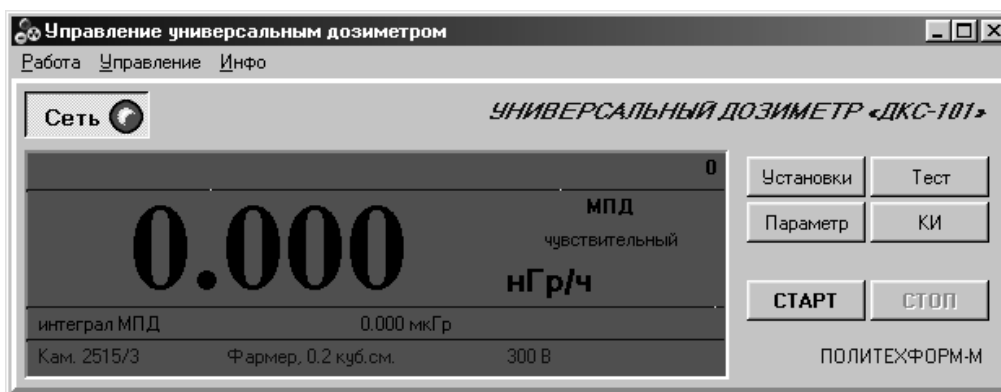 Управление универсальным дозиметром
Работа Управление Инфо
Сеть
УНИВЕРСАЛЬНЫЙ ДОЗИМЕТР «ДКС-101»
0
0.000
МПД
чувствительный
нГр/ч
интеграл МПД 0.000 мкГр
Кам. 2515/3 Фармер, 0.2 куб.см. 300 В
Установки Тест
Параметр КИ
СТАРТ СТОП
ПОЛИТЕХФОРМ-М